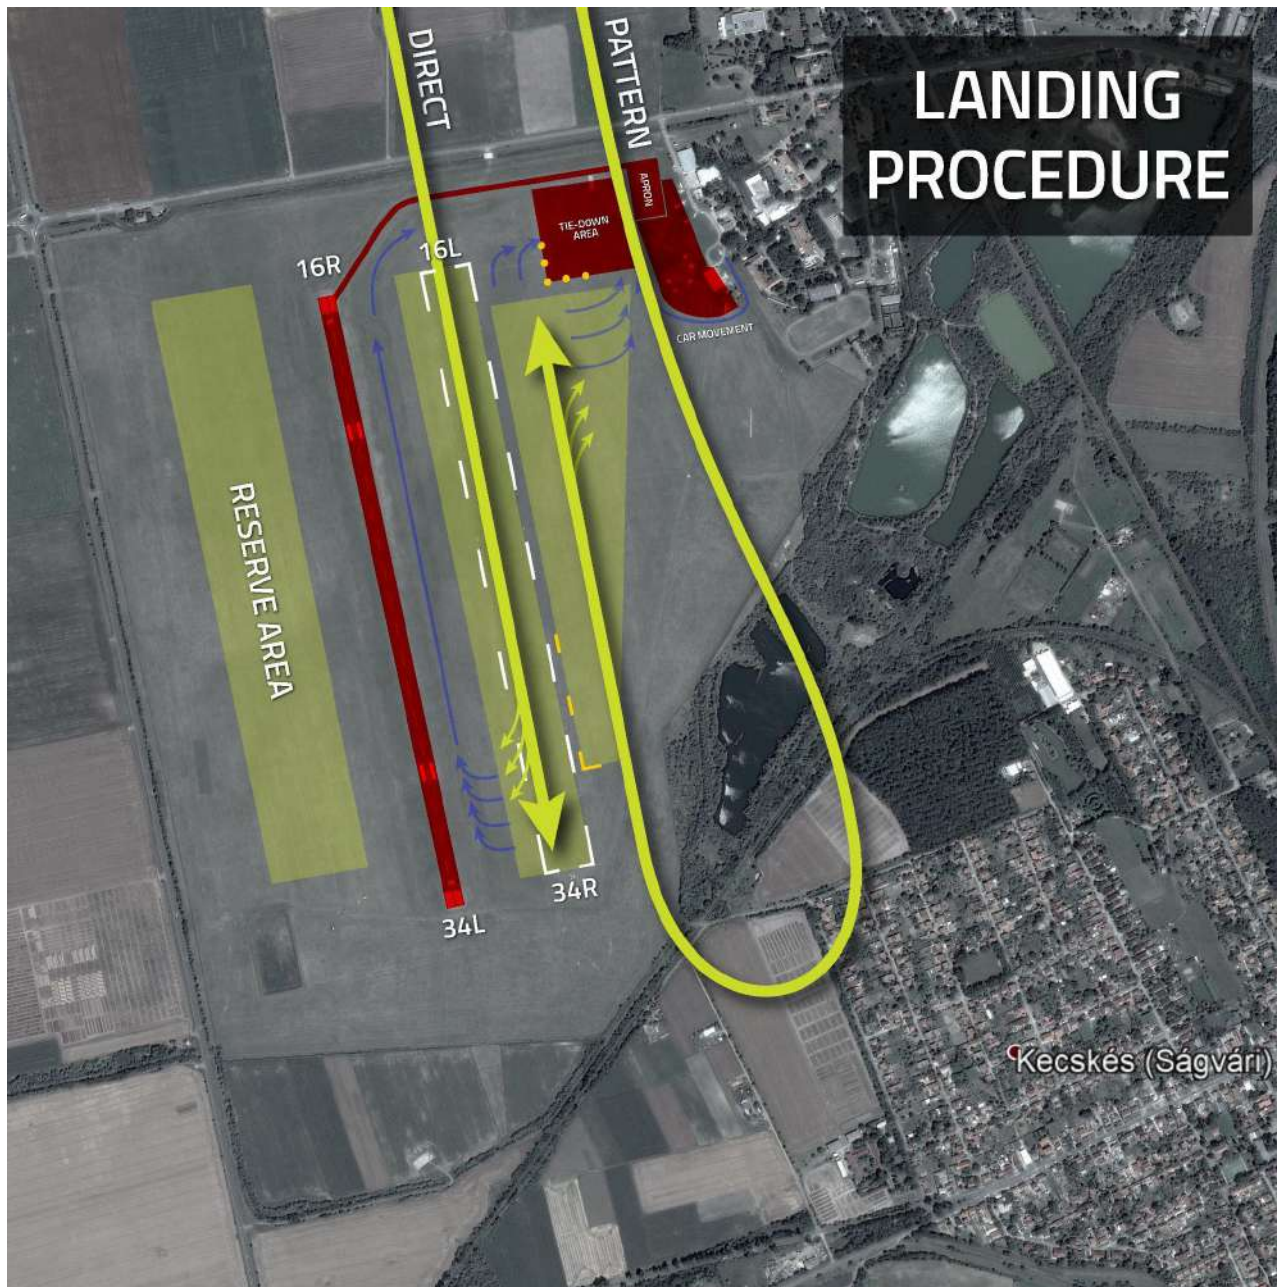 LANDING
PROCEDURE
DIRECT
PATTERN
APRON
TIE-DOWN
AREA
16R
16L
CAR MOVEMENT
RESERVE AREA
34R
34L
Kecskés (Ságvári)